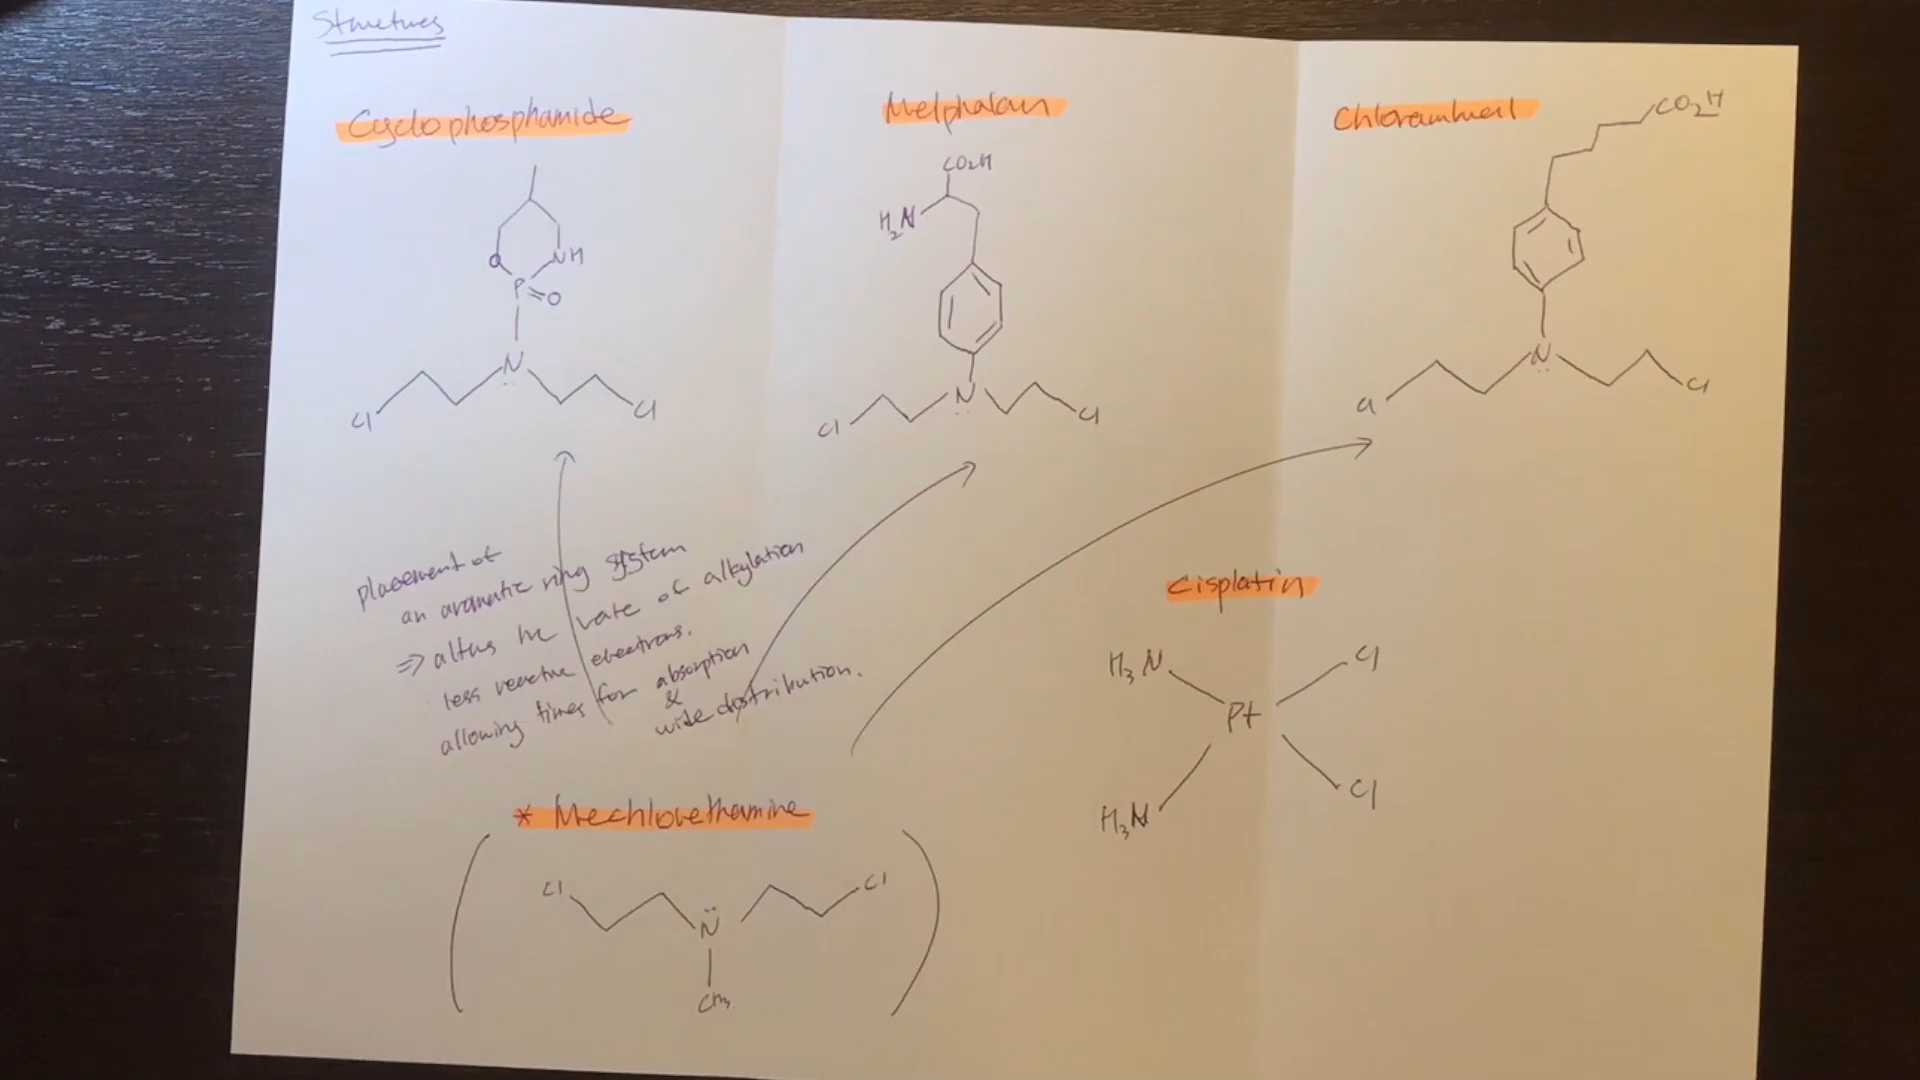 Structures
Cyclophosphamide
Melphalan
Chlorambucil
CO2H
CO2H
H2N
O
NH
P
=O
N
Cl
Cl
N
Cl
Cl
N
Cl
Cl
placement of
an aromatic ring system
⇒ alters the rate of alkylation
less reactive electrons.
allowing times for absorption
&
wide distribution.
Cisplatin
H3N
Cl
Pt
H3N
Cl
* Mechlorethamine
Cl
Cl
N
CH3